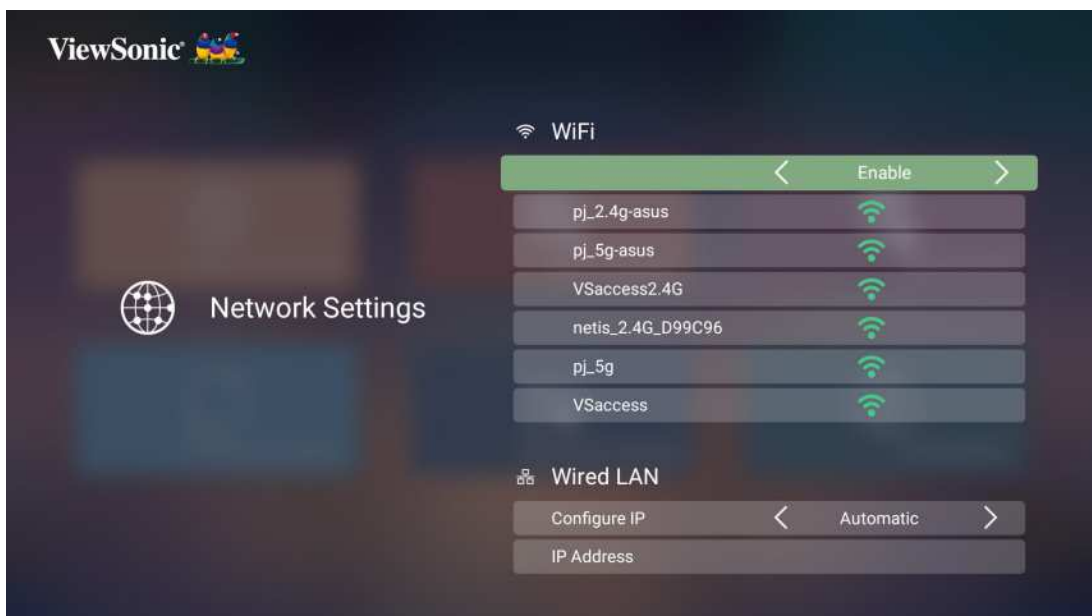 ViewSonic
WiFi
Enable
pj_2.4g-asus
pj_5g-asus
VSaccess2.4G
Network Settings
netis_2.4G_D99C96
pj_5g
VSaccess
Wired LAN
Configure IP Automatic
IP Address